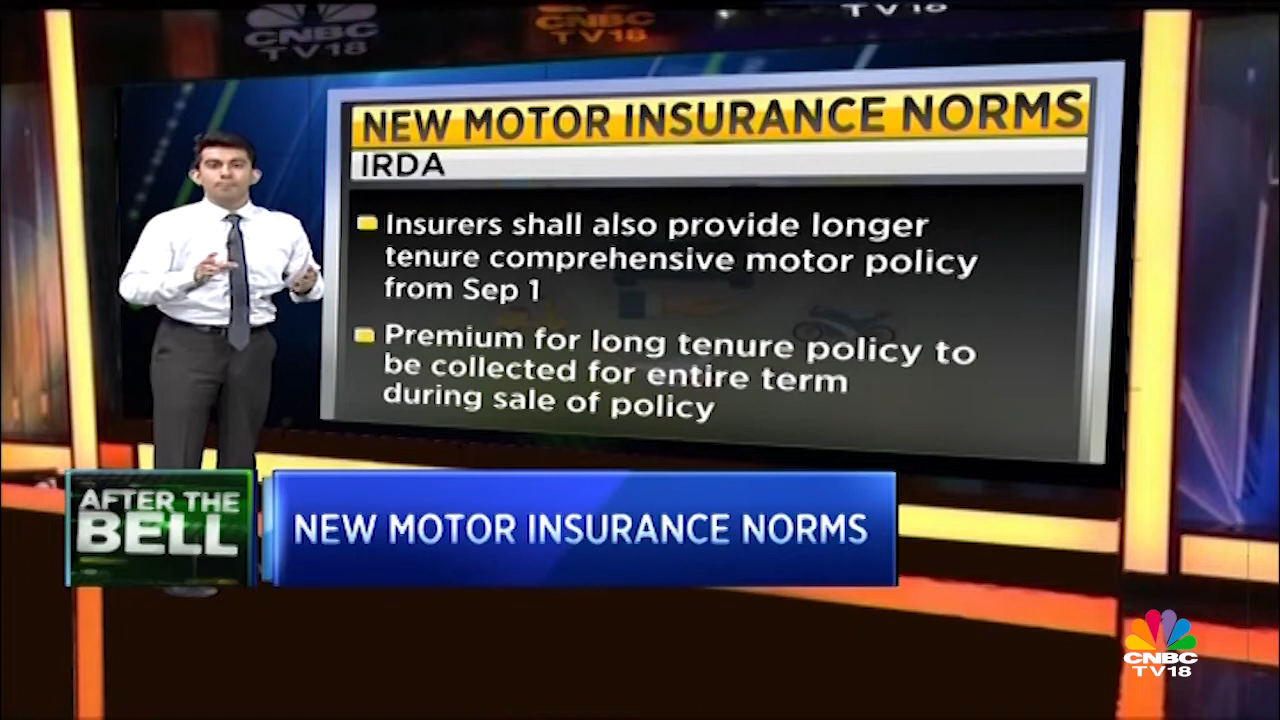 CNBC
TV18
CNBC
TV18
TV18
NEW MOTOR INSURANCE NORMS
IRDA
Insurers shall also provide longer
tenure comprehensive motor policy
from Sep 1
Premium for long tenure policy to
be collected for entire term
during sale of policy
AFTER THE
BELL
NEW MOTOR INSURANCE NORMS
CNBC
TV18